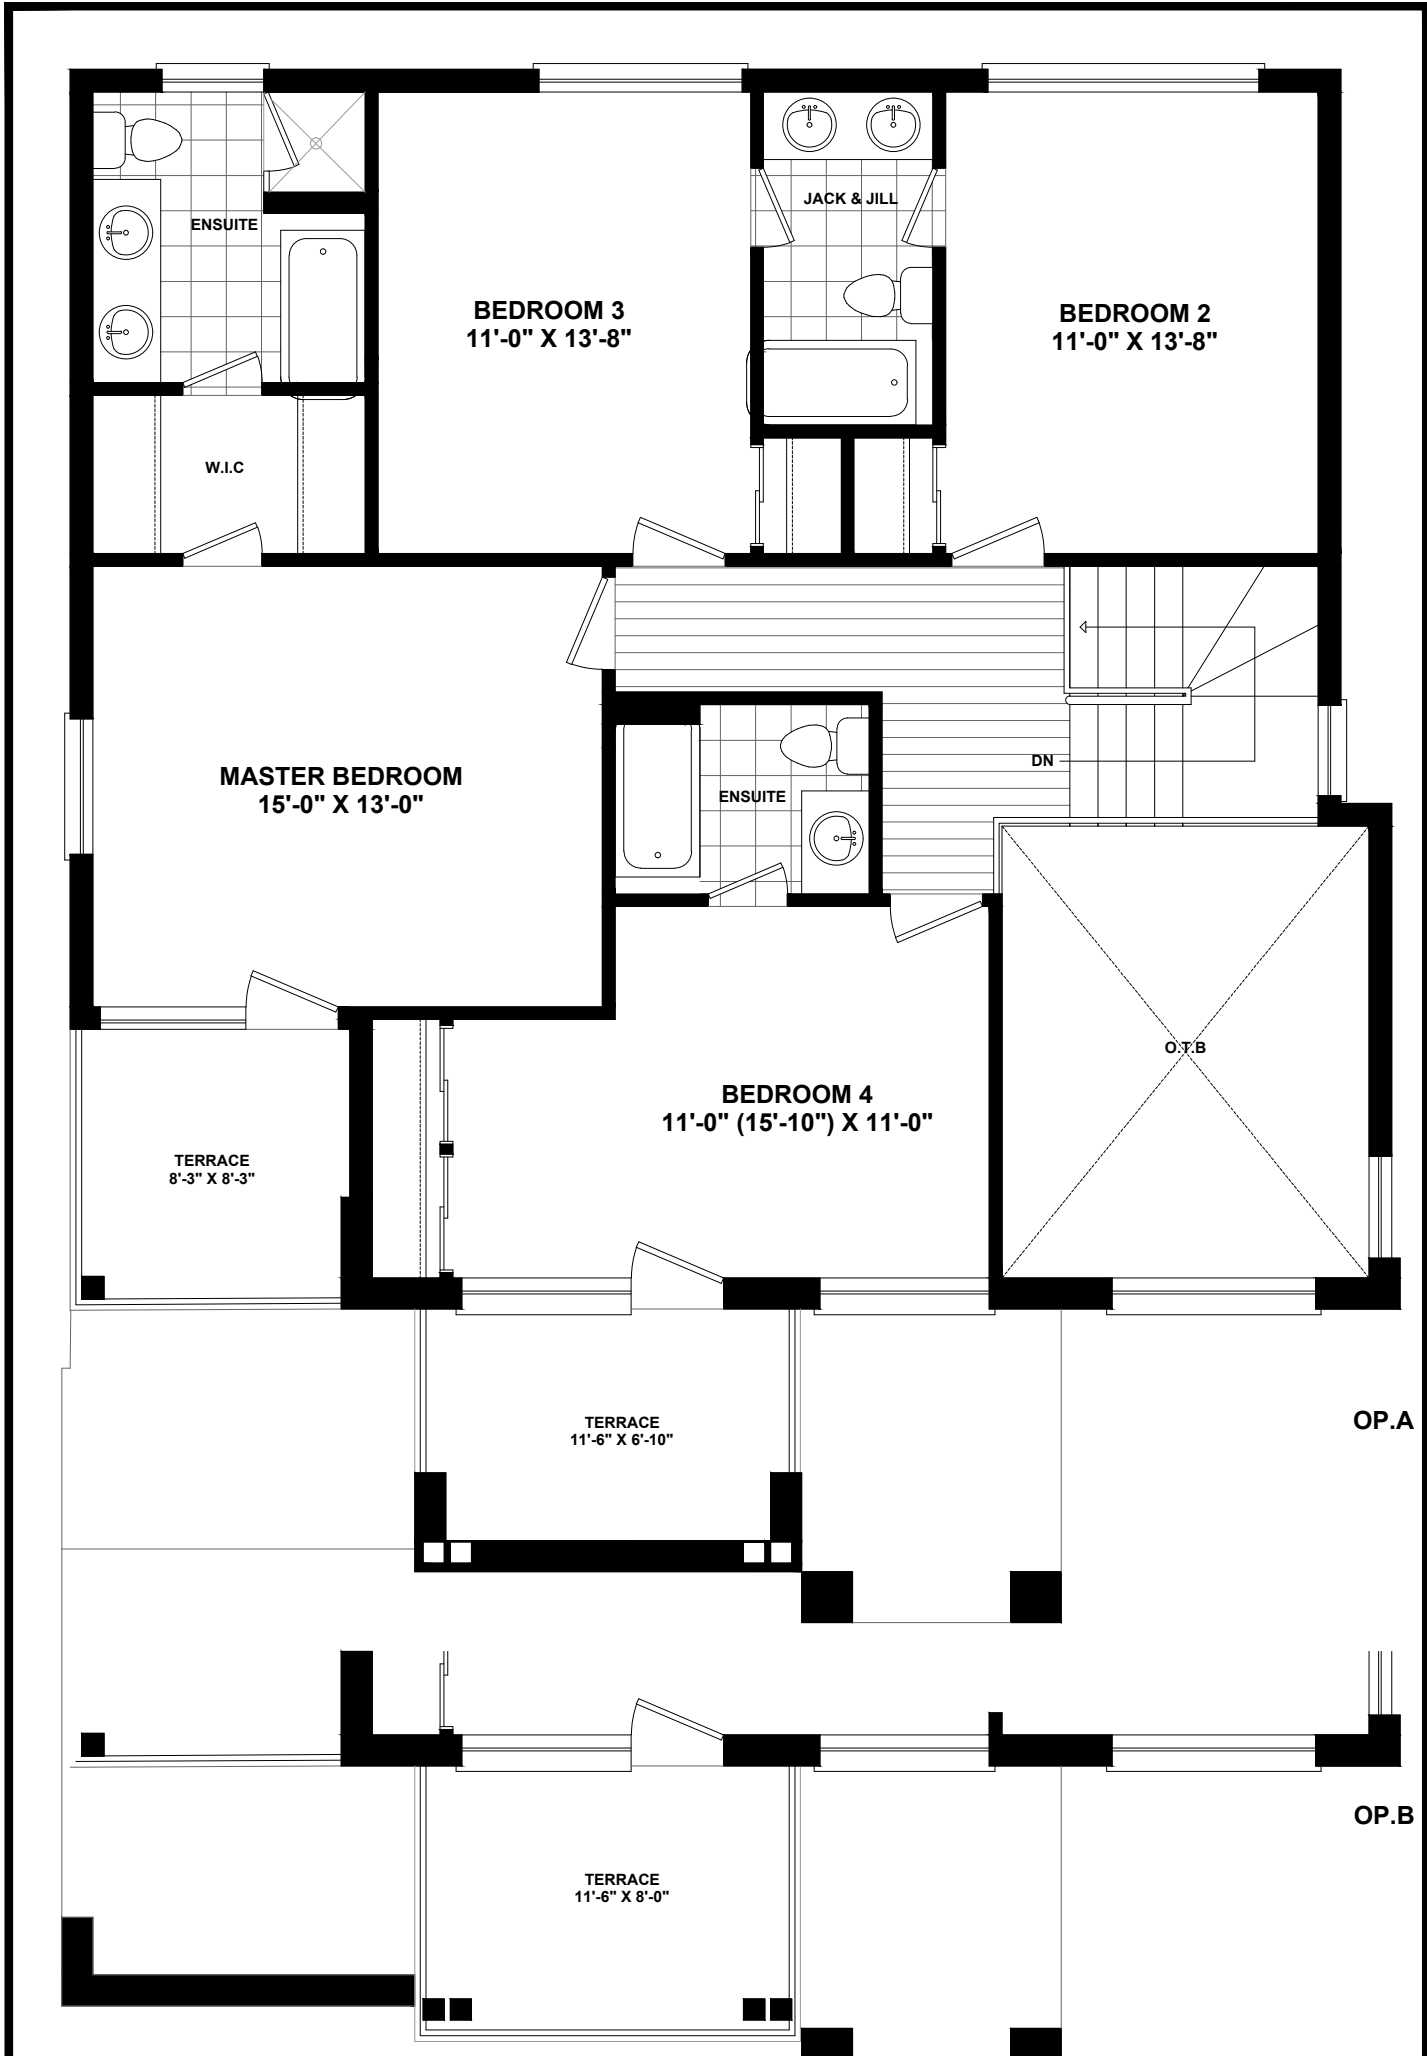 JACK & JILL
ENSUITE
BEDROOM 3
11'-0" X 13'-8"
BEDROOM 2
11'-0" X 13'-8"
W.I.C
DN
MASTER BEDROOM
15'-0" X 13'-0"
ENSUITE
O.T.B
BEDROOM 4
11'-0" (15'-10") X 11'-0"
TERRACE
8'-3" X 8'-3"
OP.A
TERRACE
11'-6" X 6'-10"
OP.B
TERRACE
11'-6" X 8'-0"